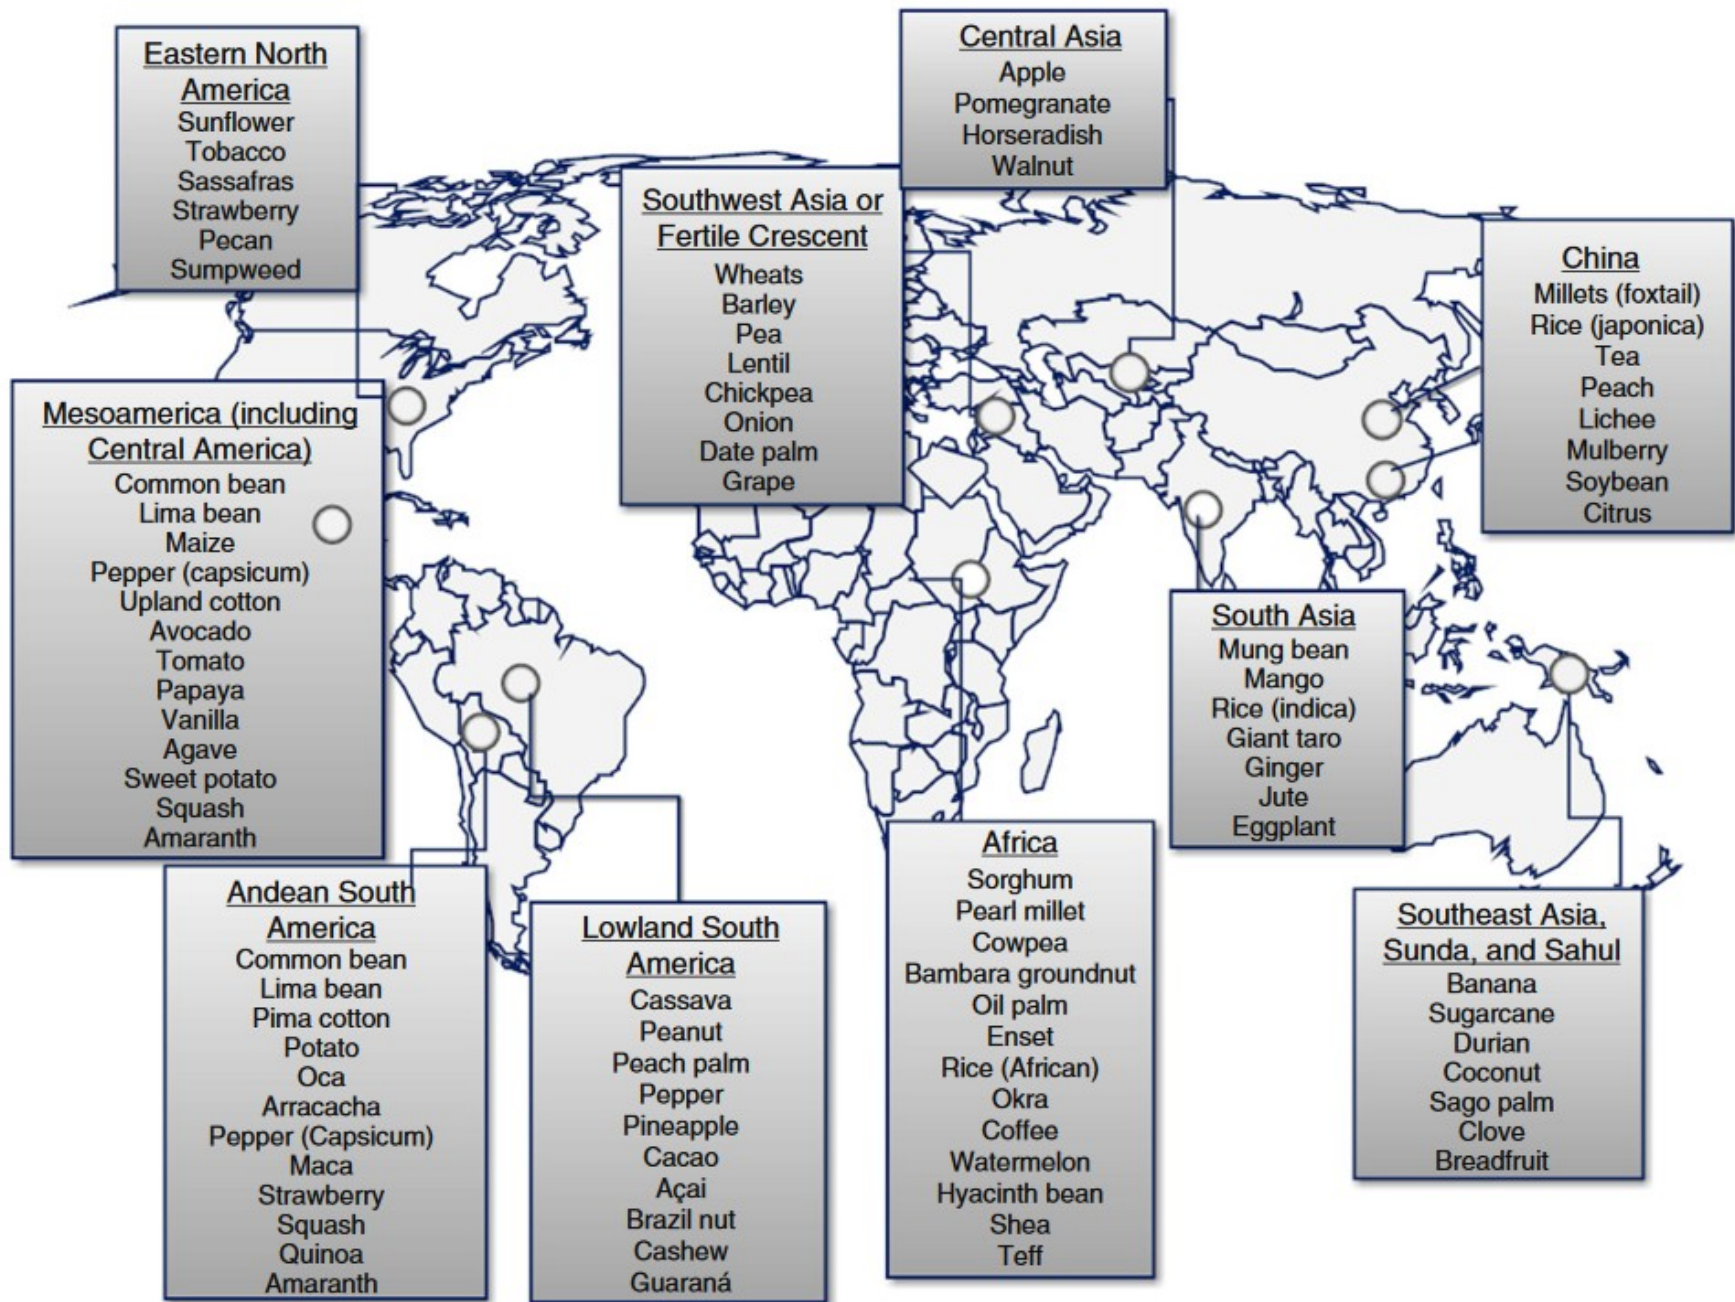 Eastern North
America
Sunflower
Tobacco
Sassafras
Strawberry
Pecan
Sumpweed
Central Asia
Apple
Pomegranate
Horseradish
Walnut
Southwest Asia or
Fertile Crescent
Wheats
Barley
Pea
Lentil
Chickpea
Onion
Date palm
Grape
China
Millets (foxtail)
Rice (japonica)
Tea
Peach
Lichee
Mulberry
Soybean
Citrus
Mesoamerica (including
Central America)
Common bean
Lima bean
Maize
Pepper (capsicum)
Upland cotton
Avocado
Tomato
Papaya
Vanilla
Agave
Sweet potato
Squash
Amaranth
South Asia
Mung bean
Mango
Rice (indica)
Giant taro
Ginger
Jute
Eggplant
Andean South
America
Common bean
Lima bean
Pima cotton
Potato
Oca
Arracacha
Pepper (Capsicum)
Maca
Strawberry
Squash
Quinoa
Amaranth
Lowland South
America
Cassava
Peanut
Peach palm
Pepper
Pineapple
Cacao
Açai
Brazil nut
Cashew
Guaraná
Africa
Sorghum
Pearl millet
Cowpea
Bambara groundnut
Oil palm
Enset
Rice (African)
Okra
Coffee
Watermelon
Hyacinth bean
Shea
Teff
Southeast Asia,
Sunda, and Sahul
Banana
Sugarcane
Durian
Coconut
Sago palm
Clove
Breadfruit